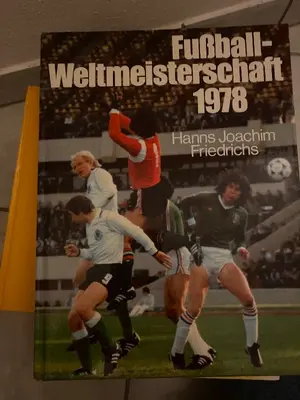 Fußball-
Weltmeisterschaft
1978
Hanns Joachim
Friedrichs